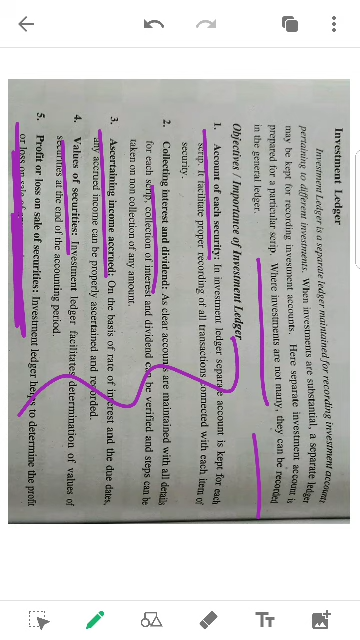 Investment Ledger
Investment Ledger is a separate ledger maintained for recording investment account
pertaining to different investments. When investments are substantial, a separate ledger
may be kept for recording investment accounts. Here separate investment account is
prepared for a particular scrip. Where investments are not many, they can be recorded
in the general ledger.
Objectives / Importance of Investment Ledger
1. Account of each security: In investment ledger separate account is kept for each
scrip. It facilitate proper recording of all transactions connected with each item of
security.
2. Collecting interest and dividend: As clear accounts are maintained with all details
for each scrip, collection of interest and dividend can be verified and steps can be
taken on non collection of any amount.
3. Ascertaining income accrued: On the basis of rate of interest and the due dates,
any accrued income can be properly ascertained and recorded.
4. Values of securities: Investment ledger facilitates determination of values of
securities at the end of the accounting period.
5. Profit or loss on sale of securities: Investment ledger helps to determine the profit
or loss on sale of
TT